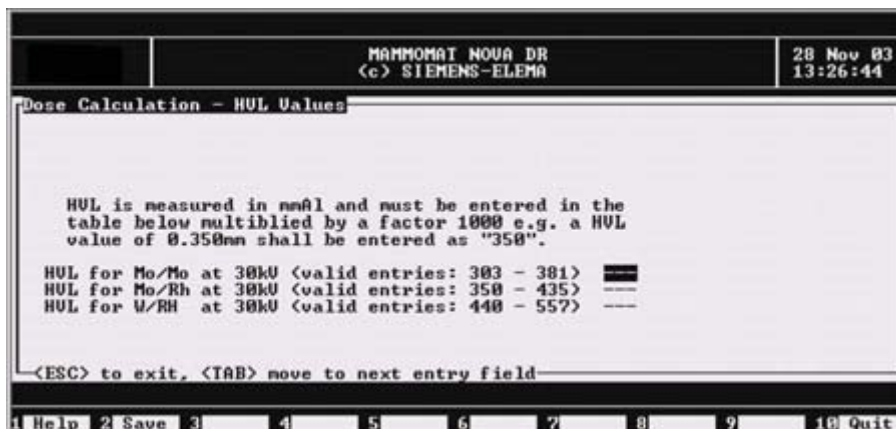 MAMMOMAT NOVA DR
(c) SIEMENS-ELEMA
28 Nov 03
13:26:44
Dose Calculation - HVL Values
HVL is measured in mmAl and must be entered in the
table below multiblied by a factor 1000 e.g. a HVL
value of 0.350mm shall be entered as "350".
HVL for Mo/Mo at 30kV (valid entries: 303 - 381) ---
HVL for Mo/Rh at 30kV (valid entries: 350 - 435) ---
HVL for W/RH at 30kV (valid entries: 440 - 557) ---
<ESC> to exit, <TAB> move to next entry field
1 Help 2 Save 3 4 5 6 7 8 9 10 Quit